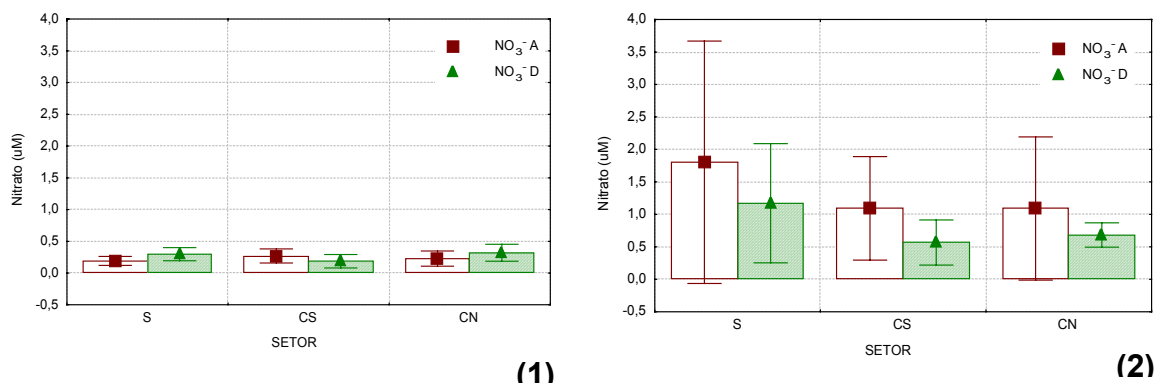 4,0
3,5
3,0
2,5
2,0
1,5
1,0
0,5
0,0
-0,5
Nitrato (uM)
NO₃⁻ A
NO₃⁻ D
S CS CN
SETOR
(1)
4,0
3,5
3,0
2,5
2,0
1,5
1,0
0,5
0,0
-0,5
Nitrato (uM)
NO₃⁻ A
NO₃⁻ D
S CS CN
SETOR
(2)